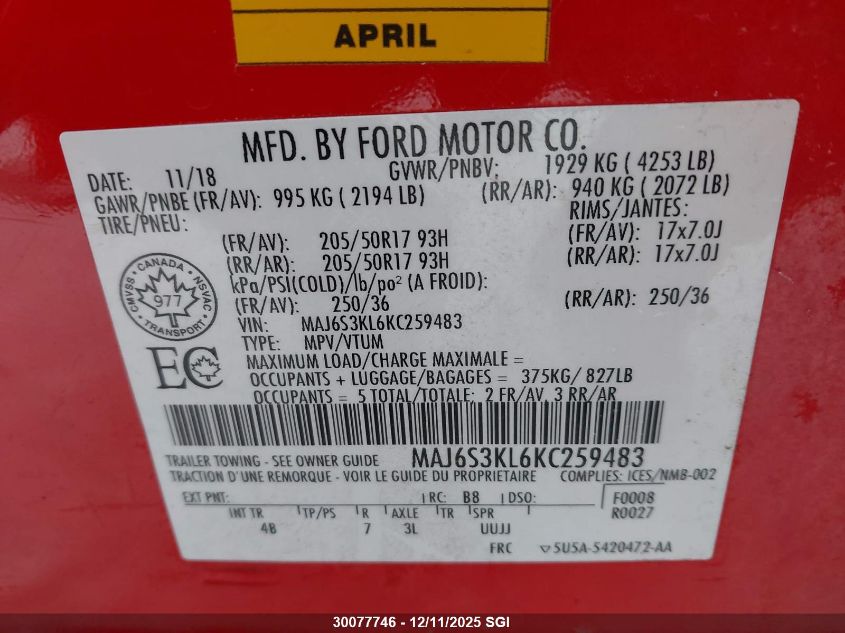 APRIL
MFD. BY FORD MOTOR CO.
DATE: 11/18 GVWR/PNBV: 1929 KG ( 4253 LB)
GAWR/PNBE (FR/AV): 995 KG ( 2194 LB) (RR/AR): 940 KG ( 2072 LB)
TIRE/PNEU: RIMS/JANTES:
(FR/AV): 205/50R17 93H (FR/AV): 17x7.0J
(RR/AR): 205/50R17 93H (RR/AR): 17x7.0J
kPa/PSI(COLD)/lb/po² (A FROID):
(FR/AV): 250/36 (RR/AR): 250/36
VIN: MAJ6S3KL6KC259483
TYPE: MPV/VTUM
CANADA
CMVSS NSVAC
977
TRANSPORT
EC
MAXIMUM LOAD/CHARGE MAXIMALE =
OCCUPANTS + LUGGAGE/BAGAGES = 375KG/ 827LB
OCCUPANTS = 5 TOTAL/TOTALE: 2 FR/AV, 3 RR/AR
TRAILER TOWING - SEE OWNER GUIDE MAJ6S3KL6KC259483
TRACTION D'UNE REMORQUE - VOIR LE GUIDE DU PROPRIETAIRE COMPLIES: ICES/NMB-002
EXT PNT: RC: B8 DSO: F0008
INT TR TP/PS R AXLE TR SPR R0027
4B 7 3L UUJJ
FRC ▽5U5A-5420472-AA
30077746 - 12/11/2025 SGI